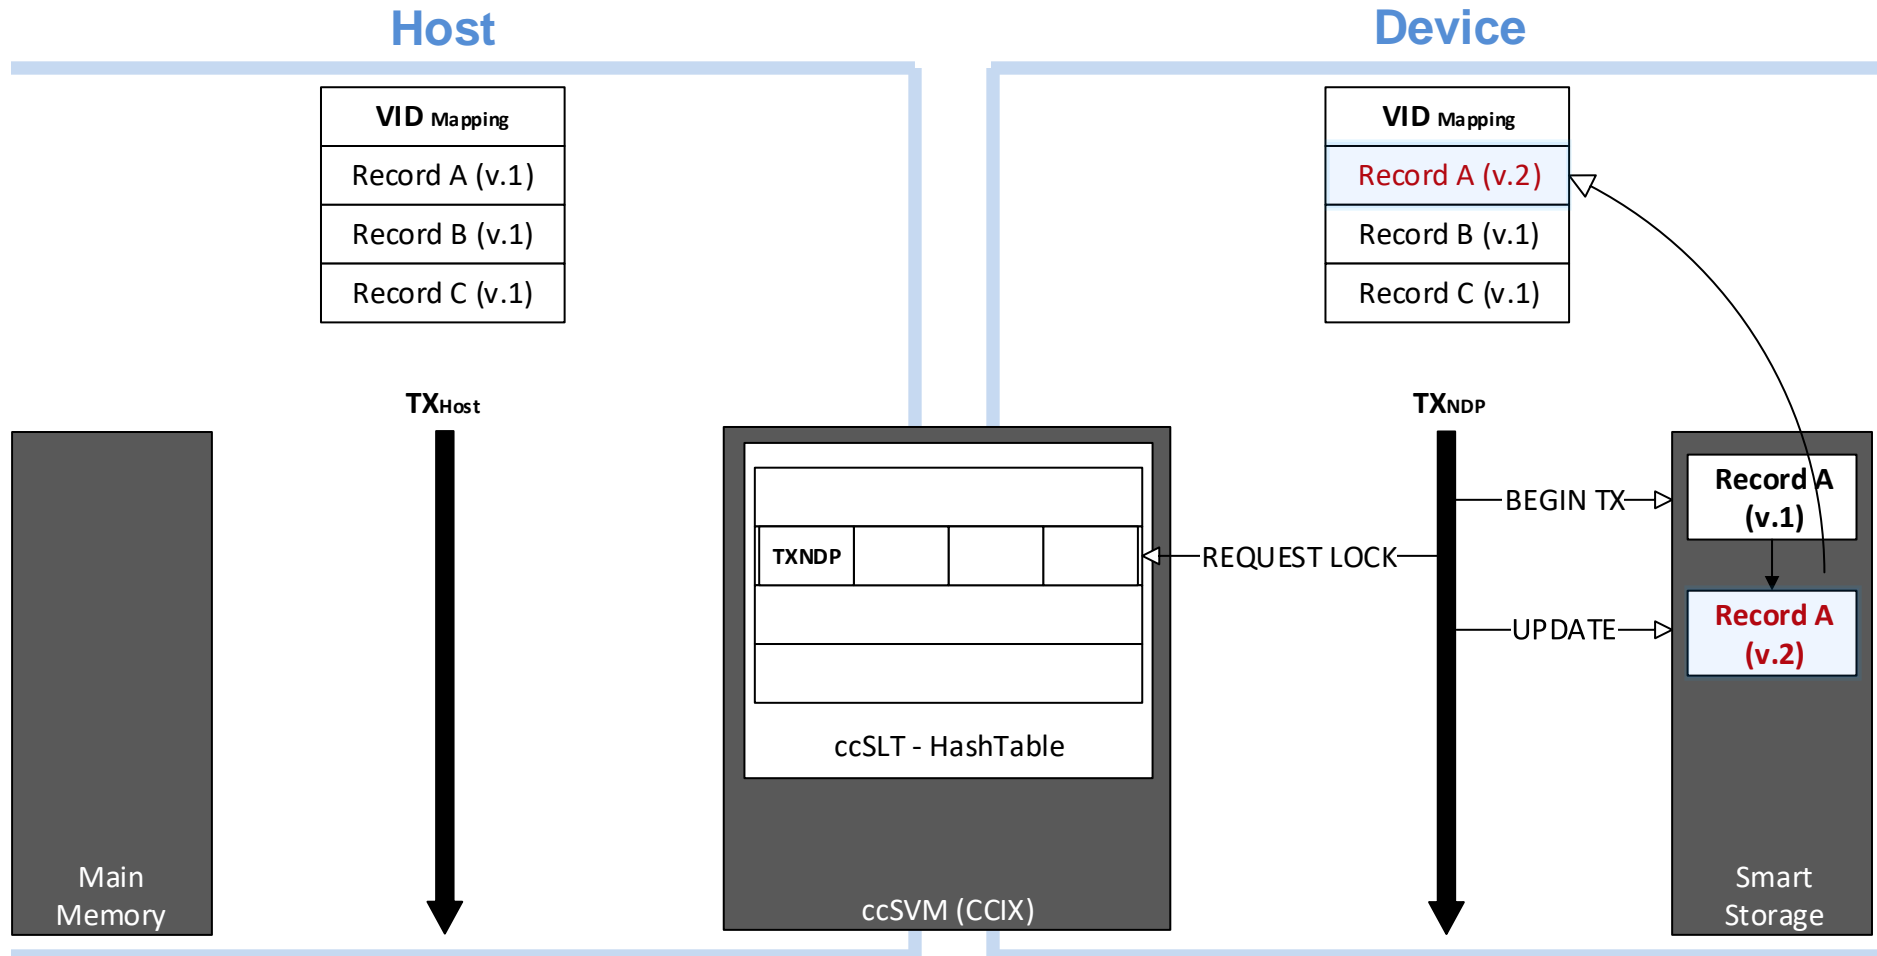 Host
Device
VID Mapping
Record A (v.1)
Record B (v.1)
Record C (v.1)
VID Mapping
Record A (v.2)
Record B (v.1)
Record C (v.1)
TXHost
TXNDP
TXNDP
ccSLT - HashTable
ccSVM (CCIX)
BEGIN TX
REQUEST LOCK
UPDATE
Record A
(v.1)
Record A
(v.2)
Main
Memory
Smart
Storage